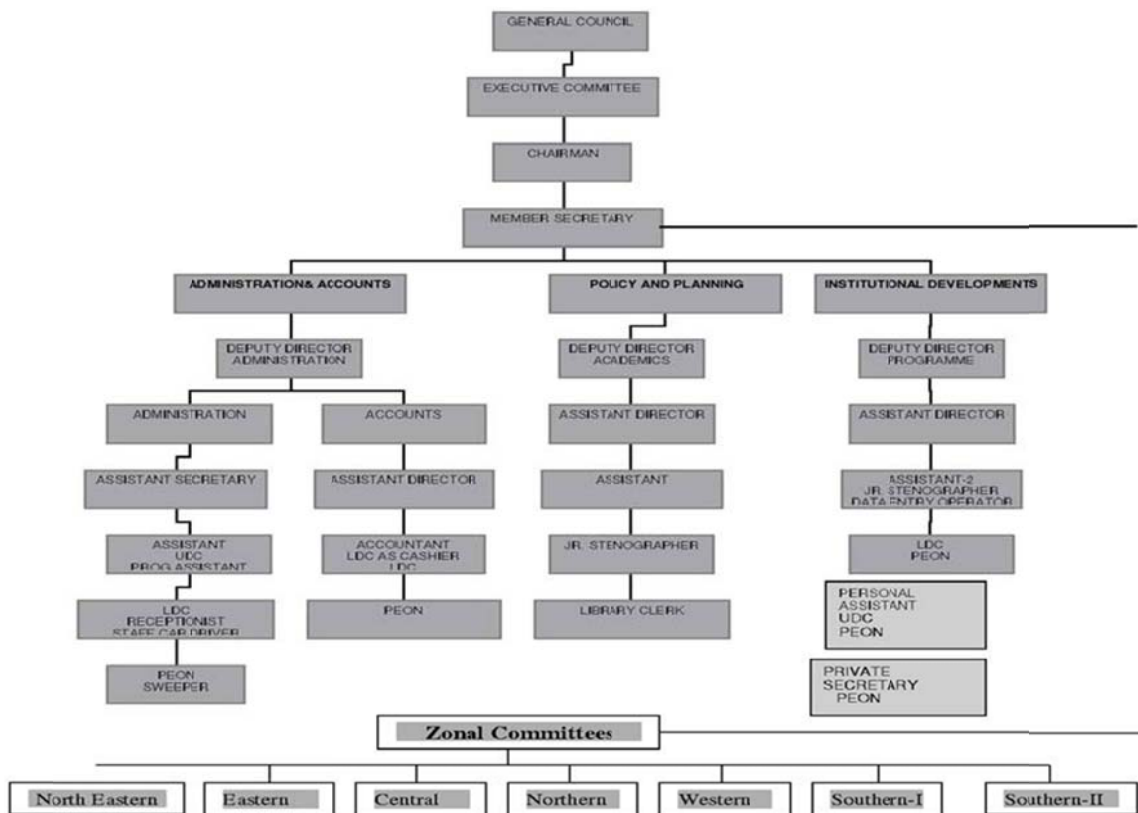 GENERAL COUNCIL
EXECUTIVE COMMITTEE
CHAIRMAN
MEMBER SECRETARY
ADMINISTRATION& ACCOUNTS
POLICY AND PLANNING
INSTITUTIONAL DEVELOPMENTS
DEPUTY DIRECTOR
ADMINISTRATION
DEPUTY DIRECTOR
ACADEMICS
DEPUTY DIRECTOR
PROGRAMME
ADMINISTRATION
ACCOUNTS
ASSISTANT DIRECTOR
ASSISTANT DIRECTOR
ASSISTANT SECRETARY
ASSISTANT DIRECTOR
ASSISTANT
ASSISTANT-2
JR. STENOGRAPHER
DATA ENTRY OPERATOR
ASSISTANT
UDC
PROG.ASSISTANT
ACCOUNTANT
LDC AS CASHIER
LDC
JR. STENOGRAPHER
LDC
PEON
LDC
RECEPTIONIST
STAFF CAR DRIVER
PEON
LIBRARY CLERK
PERSONAL
ASSISTANT
UDC
PEON
PEON
SWEEPER
PRIVATE
SECRETARY
PEON
Zonal Committees
North Eastern
Eastern
Central
Northern
Western
Southern-I
Southern-II